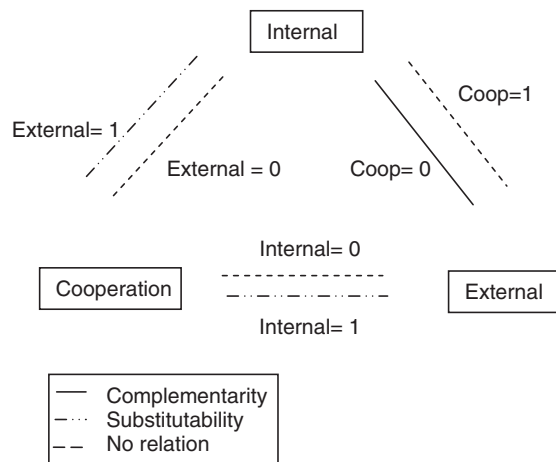 Internal
Coop=1
External= 1
External = 0
Coop= 0
Internal= 0
Cooperation
External
Internal= 1
Complementarity
Substitutability
No relation